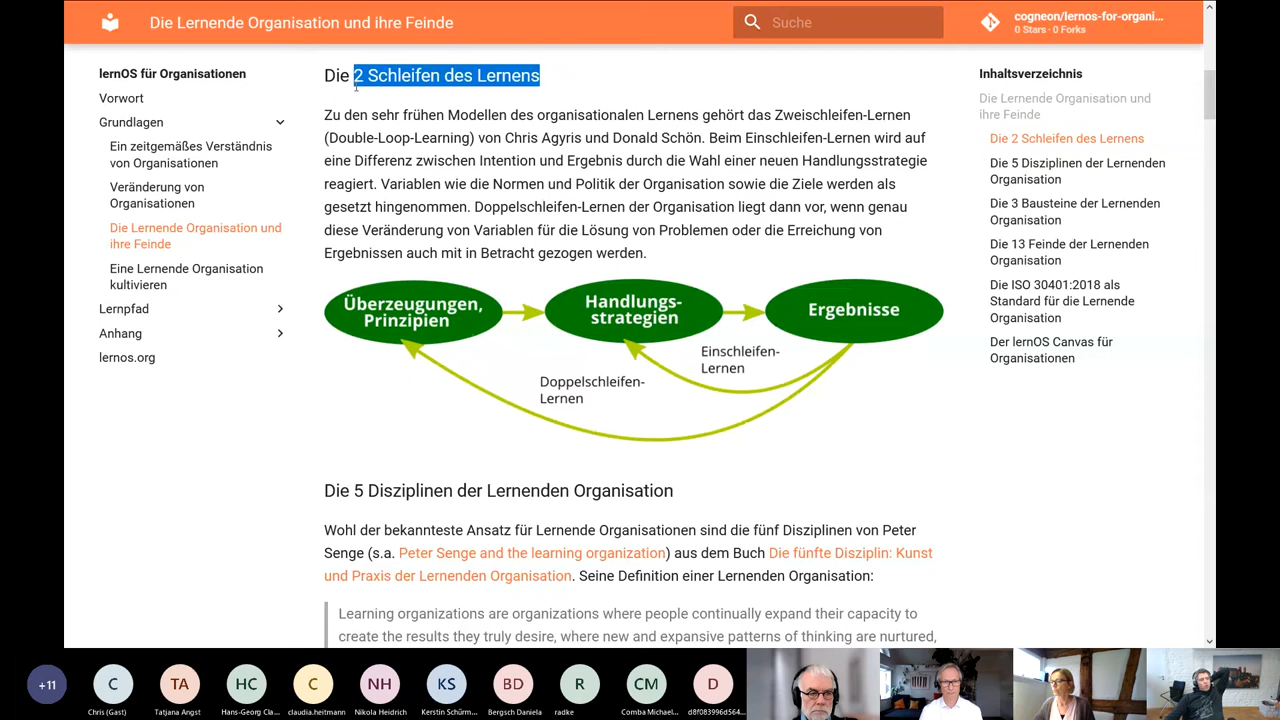 Die Lernende Organisation und ihre Feinde
Suche
cogneon/lernos-for-organi...
0 Stars · 0 Forks
lernOS für Organisationen
Vorwort
Grundlagen
Ein zeitgemäßes Verständnis
von Organisationen
Veränderung von
Organisationen
Die Lernende Organisation und
ihre Feinde
Eine Lernende Organisation
kultivieren
Lernpfad
Anhang
lernos.org
Die 2 Schleifen des Lernens
Zu den sehr frühen Modellen des organisationalen Lernens gehört das Zweischleifen-Lernen
(Double-Loop-Learning) von Chris Agyris und Donald Schön. Beim Einschleifen-Lernen wird auf
eine Differenz zwischen Intention und Ergebnis durch die Wahl einer neuen Handlungsstrategie
reagiert. Variablen wie die Normen und Politik der Organisation sowie die Ziele werden als
gesetzt hingenommen. Doppelschleifen-Lernen der Organisation liegt dann vor, wenn genau
diese Veränderung von Variablen für die Lösung von Problemen oder die Erreichung von
Ergebnissen auch mit in Betracht gezogen werden.
Überzeugungen,
Prinzipien
Handlungs-
strategien
Ergebnisse
Einschleifen-
Lernen
Doppelschleifen-
Lernen
Die 5 Disziplinen der Lernenden Organisation
Wohl der bekannteste Ansatz für Lernende Organisationen sind die fünf Disziplinen von Peter
Senge (s.a. Peter Senge and the learning organization) aus dem Buch Die fünfte Disziplin: Kunst
und Praxis der Lernenden Organisation. Seine Definition einer Lernenden Organisation:
Learning organizations are organizations where people continually expand their capacity to
create the results they truly desire, where new and expansive patterns of thinking are nurtured,
Inhaltsverzeichnis
Die Lernende Organisation und
ihre Feinde
Die 2 Schleifen des Lernens
Die 5 Disziplinen der Lernenden
Organisation
Die 3 Bausteine der Lernenden
Organisation
Die 13 Feinde der Lernenden
Organisation
Die ISO 30401:2018 als
Standard für die Lernende
Organisation
Der lernOS Canvas für
Organisationen
+11
C
TA
HC
C
NH
KS
BD
R
CM
D
Chris (Gast)
Tatjana Angst
Hans-Georg Cla...
claudia.heitmann
Nikola Heidrich
Kerstin Schürm...
Bergsch Daniela
radke
Comba Michael...
d8f083996d564...